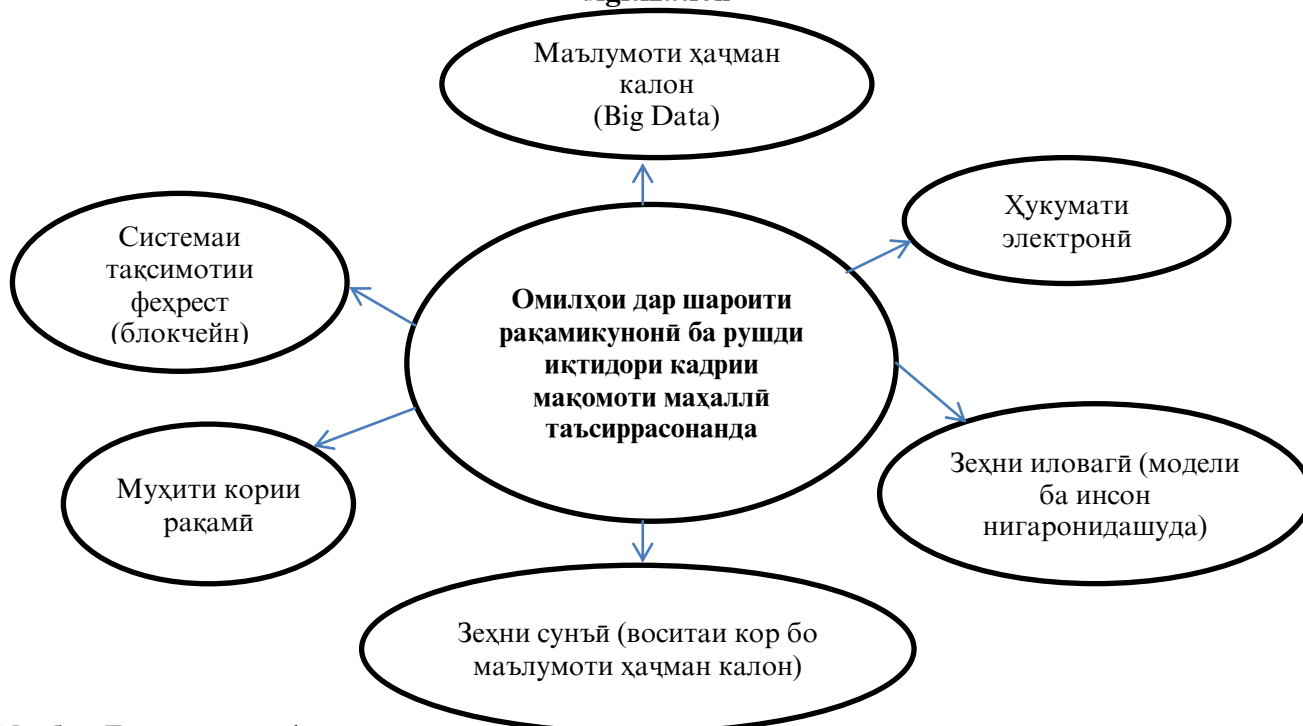 Маълумоти ҳаҷман
калон
(Big Data)
Ҳукумати
электронӣ
Системаи
тақсимотии
феҳрест
(блокчейн)
Омилҳои дар шароити
рақамикунонӣ ба рушди
иқтидори кадрии
мақомоти маҳаллӣ
таъсиррасонанда
Зеҳни иловагӣ (модели
ба инсон
нигаронидашуда)
Муҳити кории
рақамӣ
Зеҳни сунъӣ (воситаи кор бо
маълумоти ҳаҷман калон)